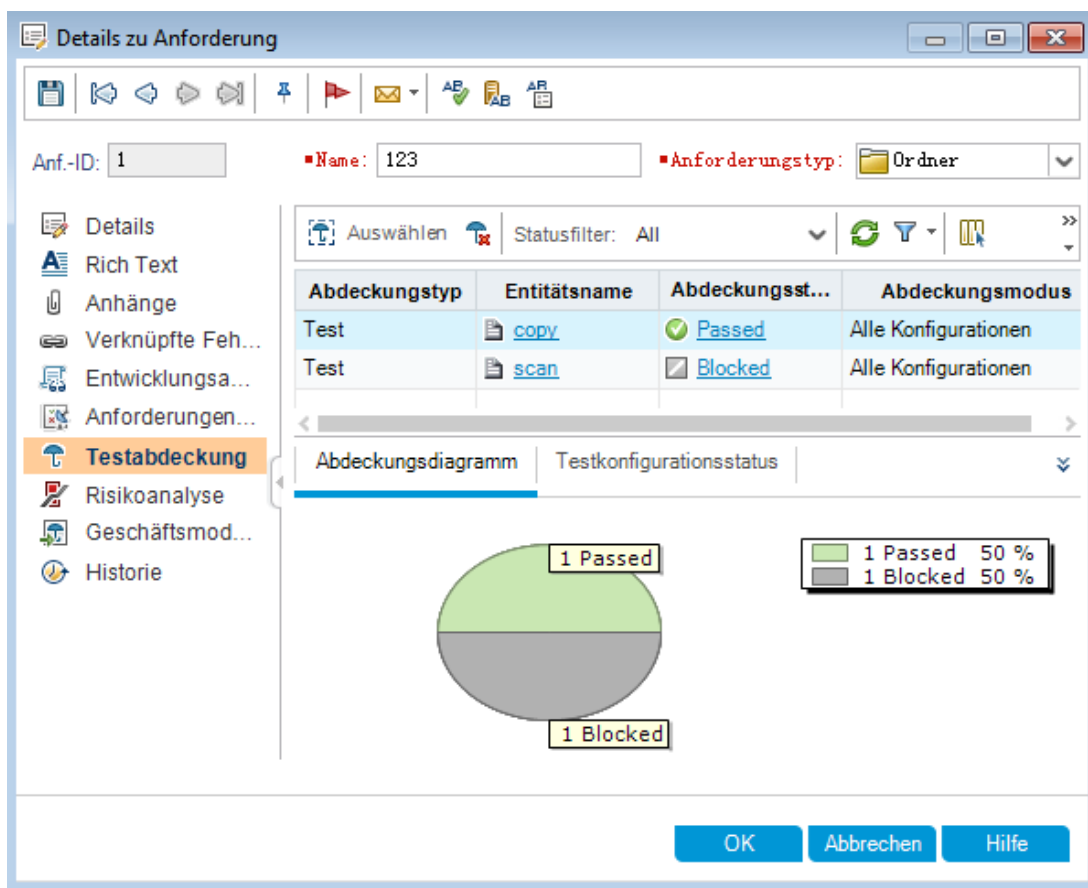 Details zu Anforderung
Anf.-ID: 1 Name: 123 Anforderungstyp: Ordner
Details
Rich Text
Anhänge
Verknüpfte Feh...
Entwicklungsa...
Anforderungen...
Testabdeckung
Risikoanalyse
Geschäftsmod...
Historie
Auswählen Statusfilter: All
Abdeckungstyp Entitätsname Abdeckungsst... Abdeckungsmodus
Test copy Passed Alle Konfigurationen
Test scan Blocked Alle Konfigurationen
Abdeckungsdiagramm Testkonfigurationsstatus
1 Passed
1 Blocked
1 Passed 50 %
1 Blocked 50 %
OK Abbrechen Hilfe